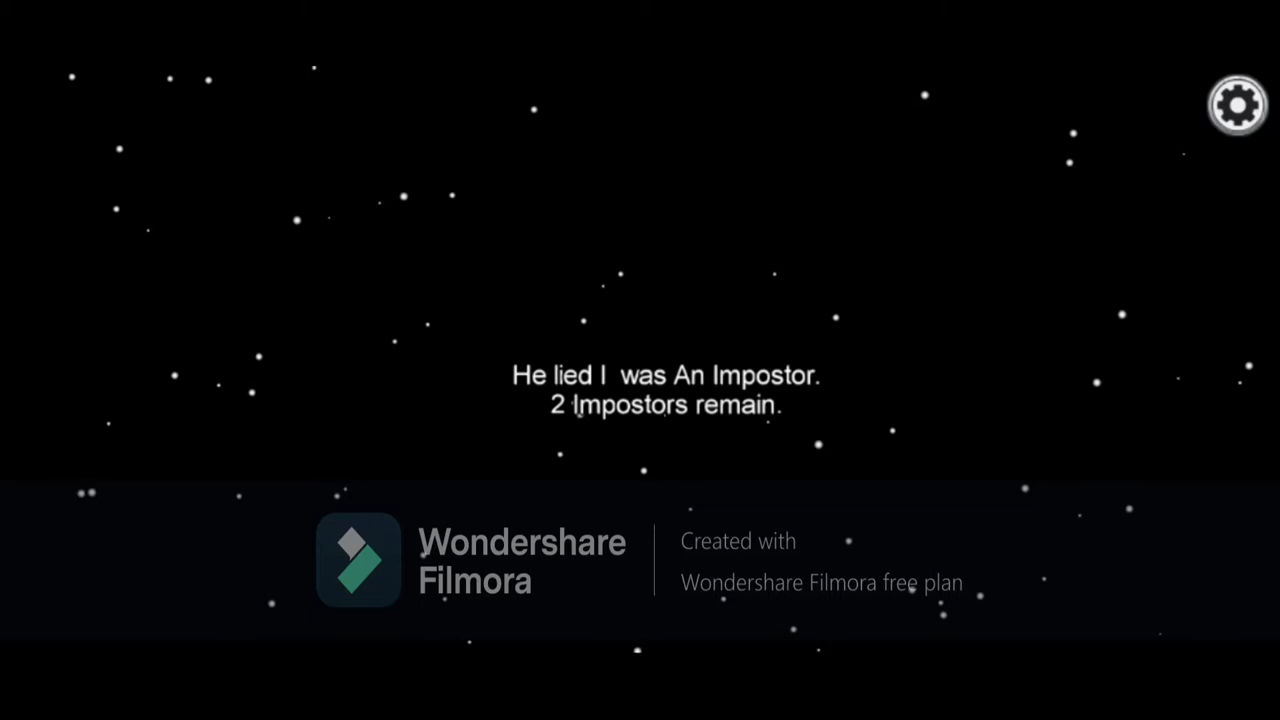 He lied I  was An Impostor.
2 Impostors remain.
Wondershare
Filmora
Created with
Wondershare Filmora free plan